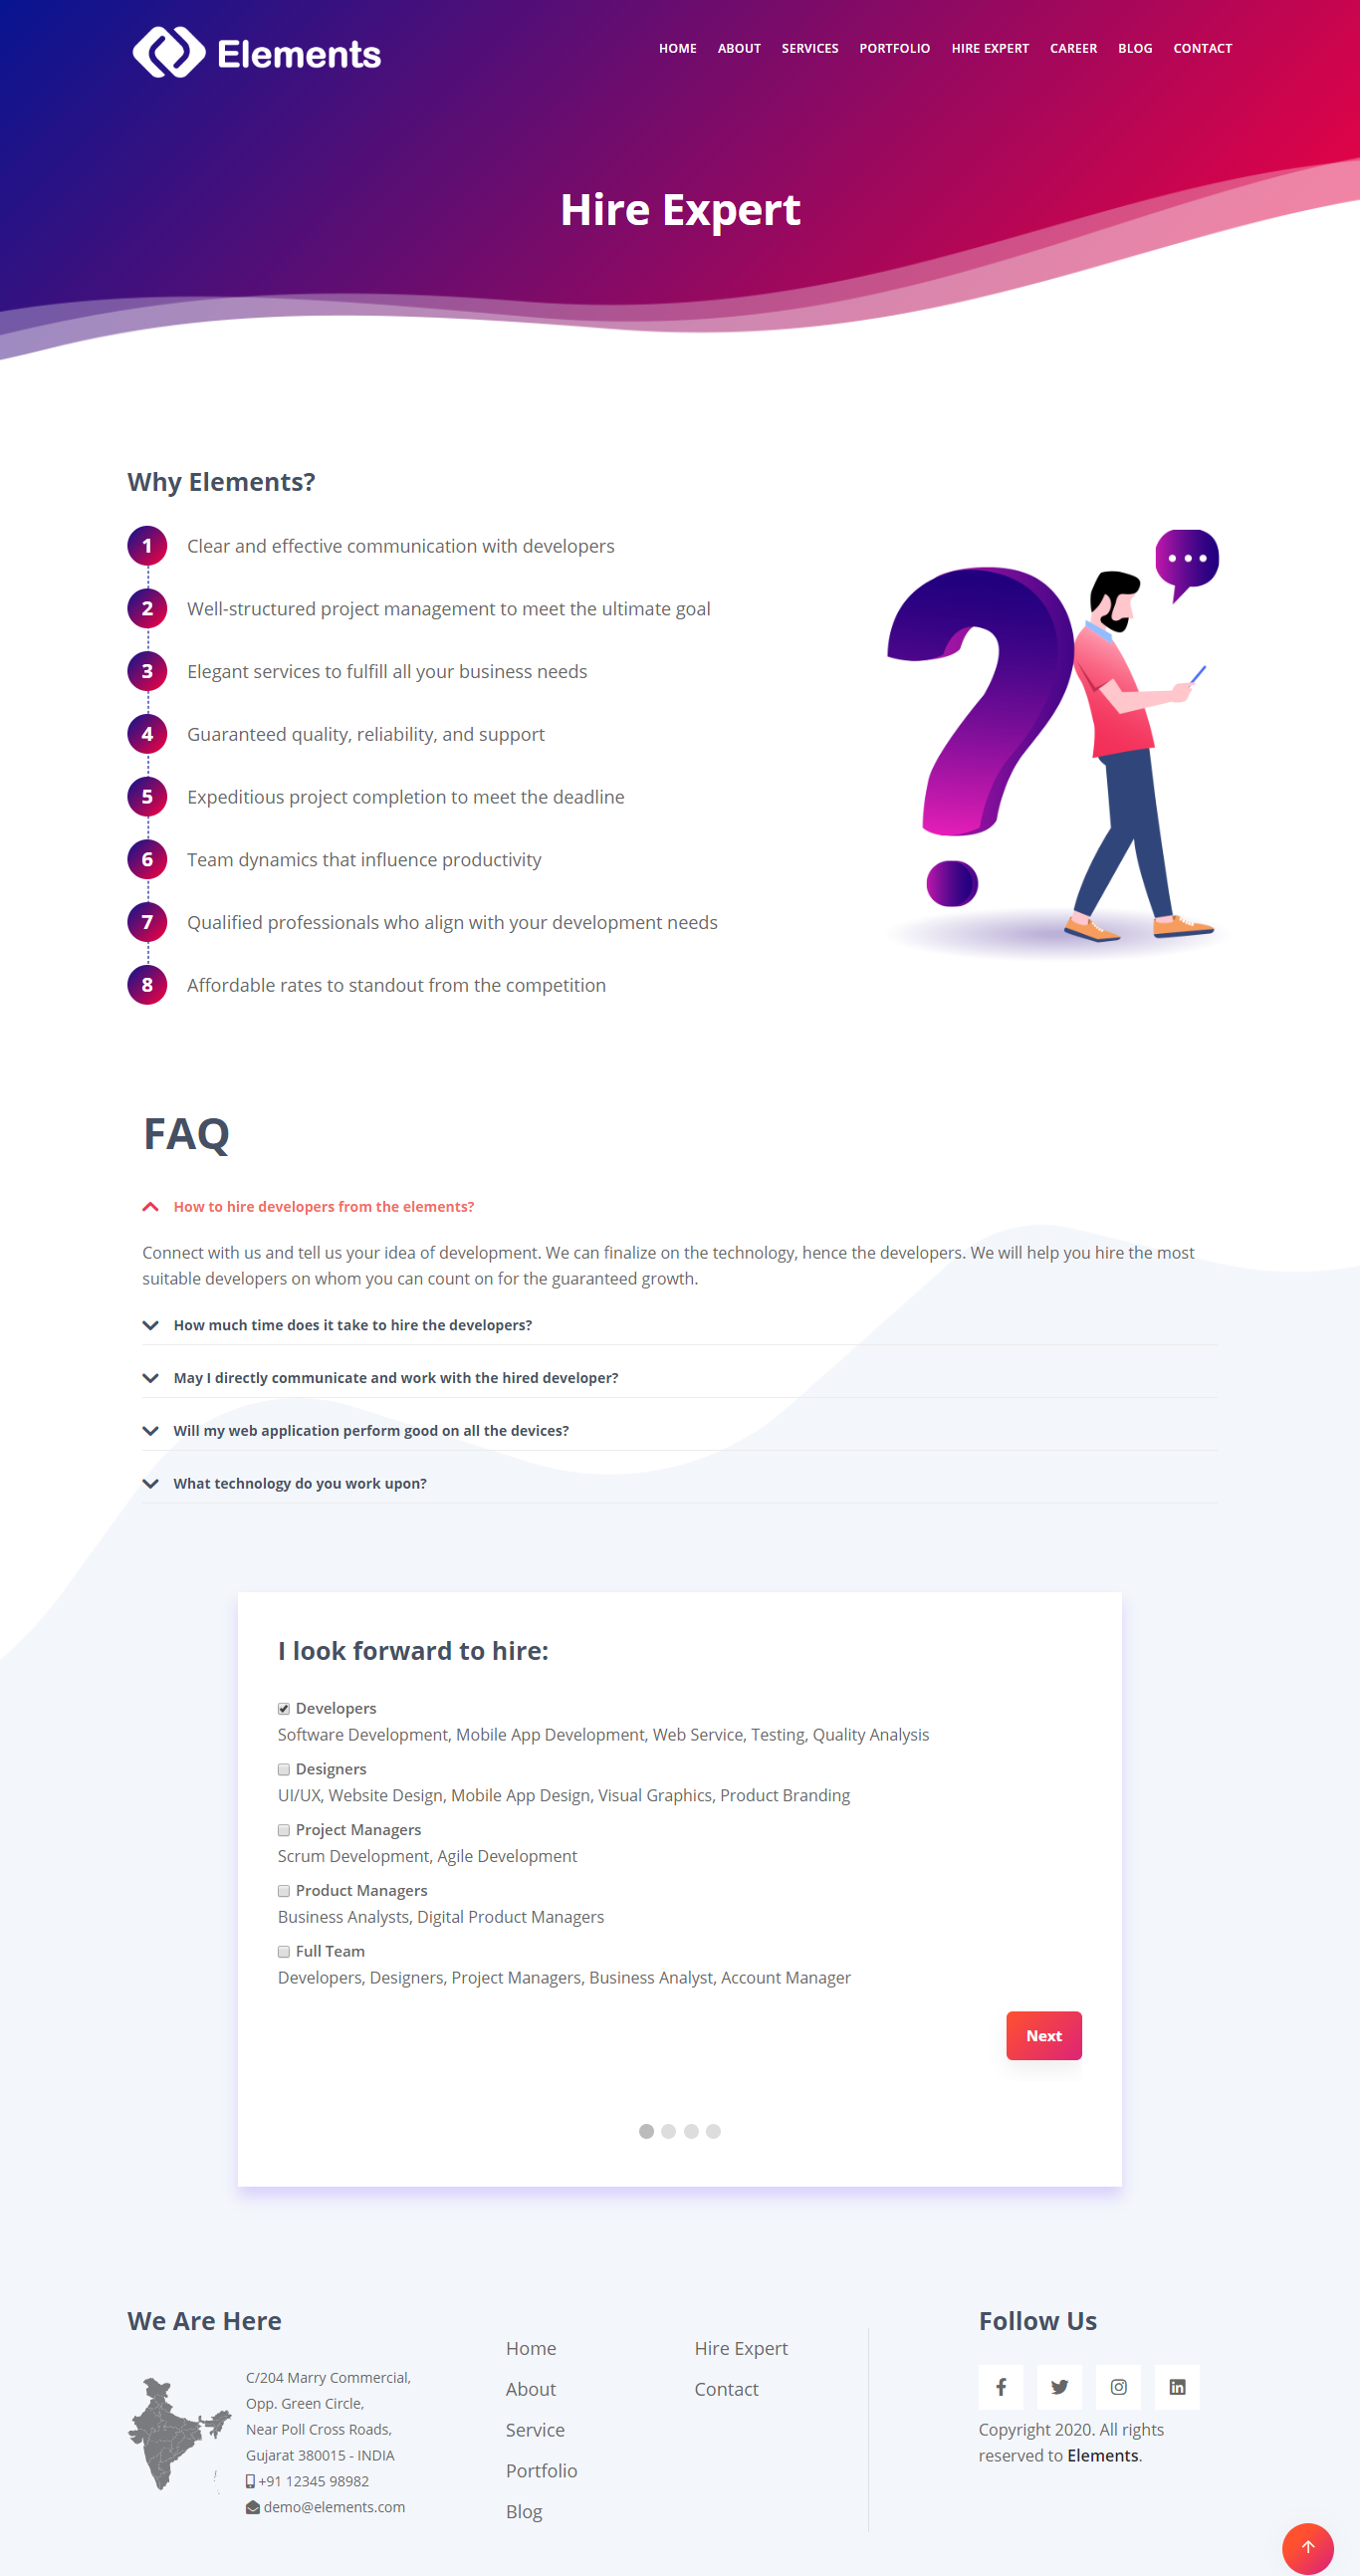 Elements
HOME ABOUT SERVICES PORTFOLIO HIRE EXPERT CAREER BLOG CONTACT
Hire Expert
Why Elements?
1 Clear and effective communication with developers
2 Well-structured project management to meet the ultimate goal
3 Elegant services to fulfill all your business needs
4 Guaranteed quality, reliability, and support
5 Expeditious project completion to meet the deadline
6 Team dynamics that influence productivity
7 Qualified professionals who align with your development needs
8 Affordable rates to standout from the competition
FAQ
How to hire developers from the elements?
Connect with us and tell us your idea of development. We can finalize on the technology, hence the developers. We will help you hire the most
suitable developers on whom you can count on for the guaranteed growth.
How much time does it take to hire the developers?
May I directly communicate and work with the hired developer?
Will my web application perform good on all the devices?
What technology do you work upon?
I look forward to hire:
Developers
Software Development, Mobile App Development, Web Service, Testing, Quality Analysis
Designers
UI/UX, Website Design, Mobile App Design, Visual Graphics, Product Branding
Project Managers
Scrum Development, Agile Development
Product Managers
Business Analysts, Digital Product Managers
Full Team
Developers, Designers, Project Managers, Business Analyst, Account Manager
Next
We Are Here
C/204 Marry Commercial,
Opp. Green Circle,
Near Poll Cross Roads,
Gujarat 380015 - INDIA
+91 12345 98982
demo@elements.com
Home
About
Service
Portfolio
Blog
Hire Expert
Contact
Follow Us
Copyright 2020. All rights
reserved to Elements.